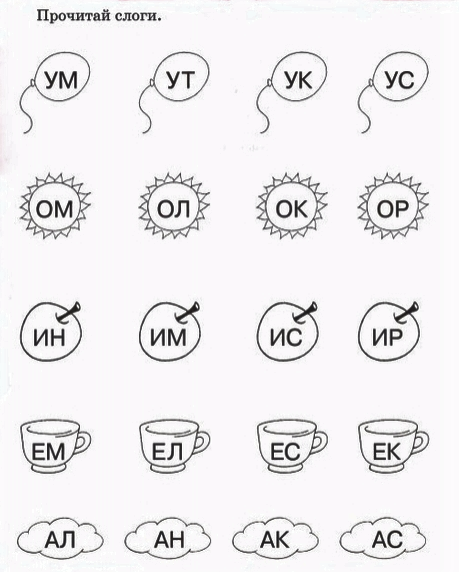 Прочитай слоги.
УМ УТ УК УС
ОМ ОЛ ОК ОР
ИН ИМ ИС ИР
ЕМ ЕЛ ЕС ЕК
АЛ АН АК АС